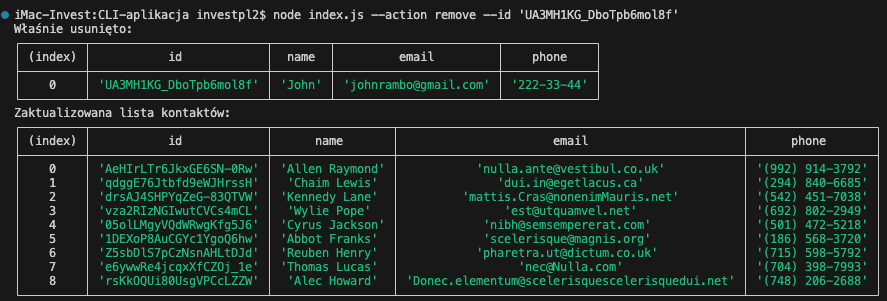 iMac-Invest:CLI-aplikacja investpl2$ node index.js --action remove --id 'UA3MH1KG_DboTpb6mol8f'
Właśnie usunięto:
(index) id name email phone
0 'UA3MH1KG_DboTpb6mol8f' 'John' 'johnrambo@gmail.com' '222-33-44'
Zaktualizowana lista kontaktów:
(index) id name email phone
0 'AeHIrLTr6JkxGE6SN-0Rw' 'Allen Raymond' 'nulla.ante@vestibul.co.uk' '(992) 914-3792'
1 'qdggE76Jtbfd9eWJHrssH' 'Chaim Lewis' 'dui.in@egetlacus.ca' '(294) 840-6685'
2 'drsAJ4SHPYqZeG-83QTVW' 'Kennedy Lane' 'mattis.Cras@nonenimMauris.net' '(542) 451-7038'
3 'vza2RIzNGIwutCVCs4mCL' 'Wylie Pope' 'est@utquamvel.net' '(692) 802-2949'
4 '05olLMgyVQdWRwgKfg5J6' 'Cyrus Jackson' 'nibh@semsempererat.com' '(501) 472-5218'
5 '1DEXoP8AuCGYc1YgoQ6hw' 'Abbot Franks' 'scelerisque@magnis.org' '(186) 568-3720'
6 'Z5sbDlS7pCzNsnAHLtDJd' 'Reuben Henry' 'pharetra.ut@dictum.co.uk' '(715) 598-5792'
7 'e6ywwRe4jcqxXfCZOj_1e' 'Thomas Lucas' 'nec@Nulla.com' '(704) 398-7993'
8 'rsKkOQUi80UsgVPCcLZZW' 'Alec Howard' 'Donec.elementum@scelerisquescelerisquedui.net' '(748) 206-2688'